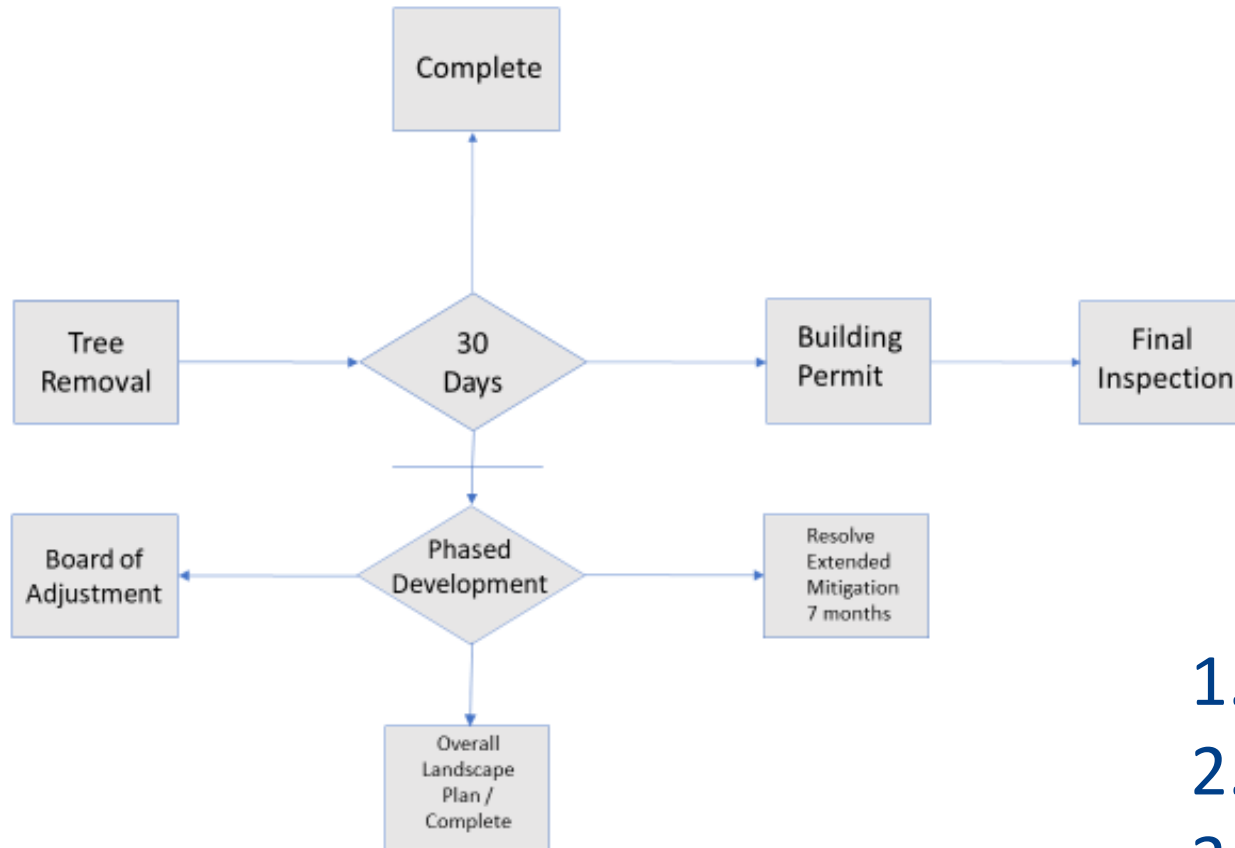 Complete
Tree
Removal
30
Days
Building
Permit
Final
Inspection
Board of
Adjustment
Phased
Development
Resolve
Extended
Mitigation
7 months
Overall
Landscape
Plan /
Complete
1.
2.